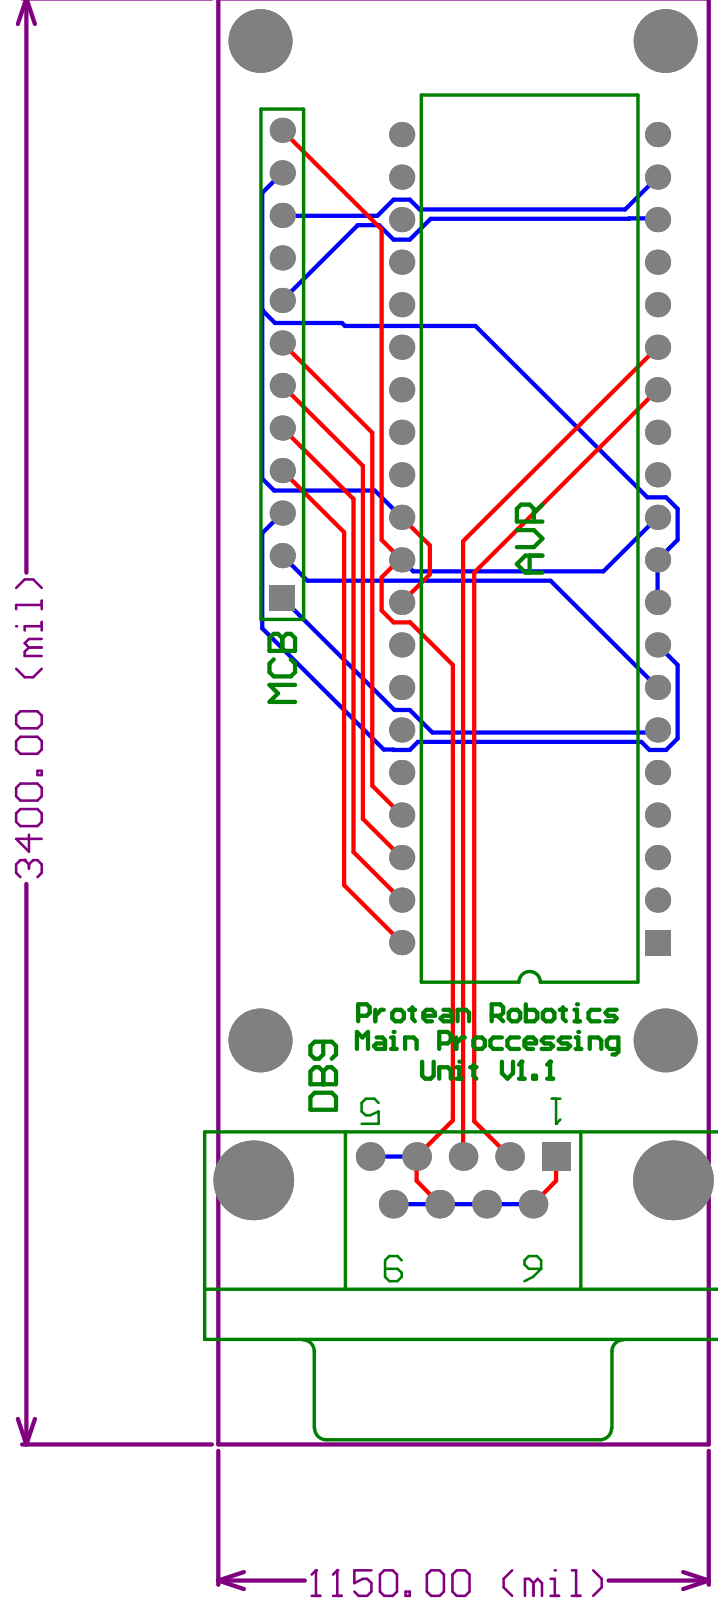 AVR
3400.00 (mil)
MCB
Protean Robotics
Main Proccessing
Unit V1.1
DB9
5
1
9
6
1150.00 (mil)